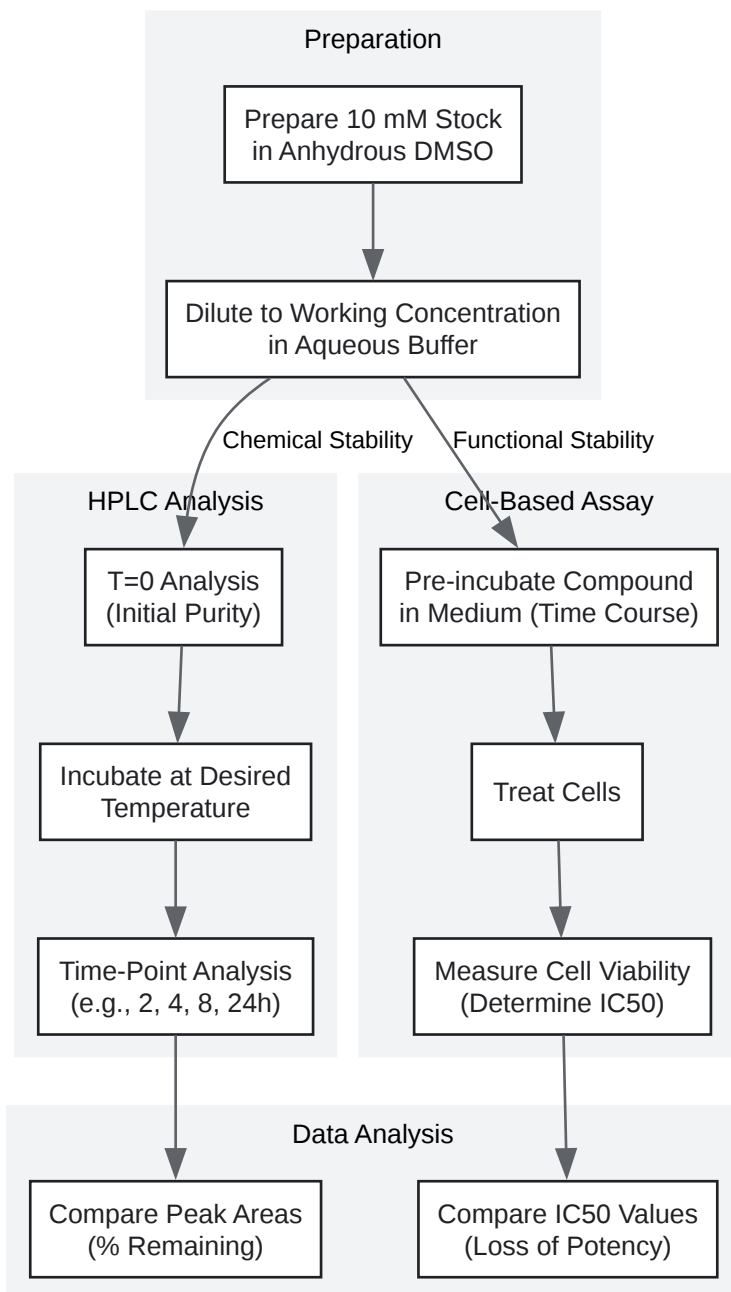 Preparation
Prepare 10 mM Stock
in Anhydrous DMSO
Dilute to Working Concentration
in Aqueous Buffer
Chemical Stability
Functional Stability
HPLC Analysis
T=0 Analysis
(Initial Purity)
Incubate at Desired
Temperature
Time-Point Analysis
(e.g., 2, 4, 8, 24h)
Cell-Based Assay
Pre-incubate Compound
in Medium (Time Course)
Treat Cells
Measure Cell Viability
(Determine IC50)
Data Analysis
Compare Peak Areas
(% Remaining)
Compare IC50 Values
(Loss of Potency)